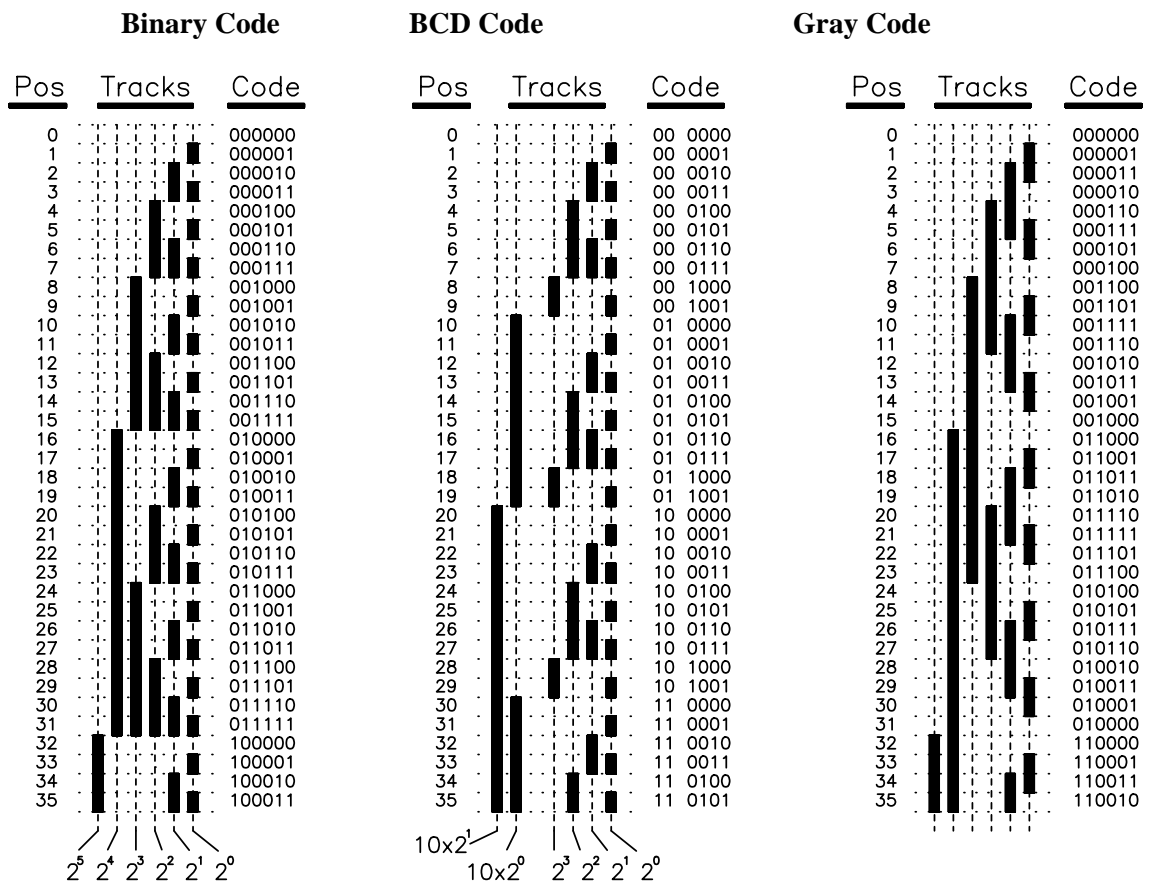 Binary Code BCD Code Gray Code
Pos Tracks Code Pos Tracks Code Pos Tracks Code
0 000000 0 00 0000 0 000000
1 000001 1 00 0001 1 000001
2 000010 2 00 0010 2 000011
3 000011 3 00 0011 3 000010
4 000100 4 00 0100 4 000110
5 000101 5 00 0101 5 000111
6 000110 6 00 0110 6 000101
7 000111 7 00 0111 7 000100
8 001000 8 00 1000 8 001100
9 001001 9 00 1001 9 001101
10 001010 10 01 0000 10 001111
11 001011 11 01 0001 11 001110
12 001100 12 01 0010 12 001010
13 001101 13 01 0011 13 001011
14 001110 14 01 0100 14 001001
15 001111 15 01 0101 15 001000
16 010000 16 01 0110 16 011000
17 010001 17 01 0111 17 011001
18 010010 18 01 1000 18 011011
19 010011 19 01 1001 19 011010
20 010100 20 10 0000 20 011110
21 010101 21 10 0001 21 011111
22 010110 22 10 0010 22 011101
23 010111 23 10 0011 23 011100
24 011000 24 10 0100 24 010100
25 011001 25 10 0101 25 010101
26 011010 26 10 0110 26 010111
27 011011 27 10 0111 27 010110
28 011100 28 10 1000 28 010010
29 011101 29 10 1001 29 010011
30 011110 30 11 0000 30 010001
31 011111 31 11 0001 31 010000
32 100000 32 11 0010 32 110000
33 100001 33 11 0011 33 110001
34 100010 34 11 0100 34 110011
35 100011 35 11 0101 35 110010
10x2¹
2⁵ 2⁴ 2³ 2² 2¹ 2⁰ 10x2⁰ 2³ 2² 2¹ 2⁰